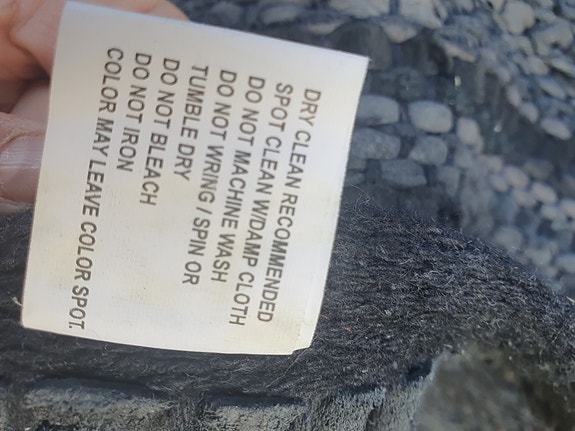 DRY CLEAN RECOMMENDED
SPOT CLEAN W/DAMP CLOTH
DO NOT MACHINE WASH
DO NOT WRING / SPIN OR
TUMBLE DRY
DO NOT BLEACH
DO NOT IRON
COLOR MAY LEAVE COLOR SPOT.